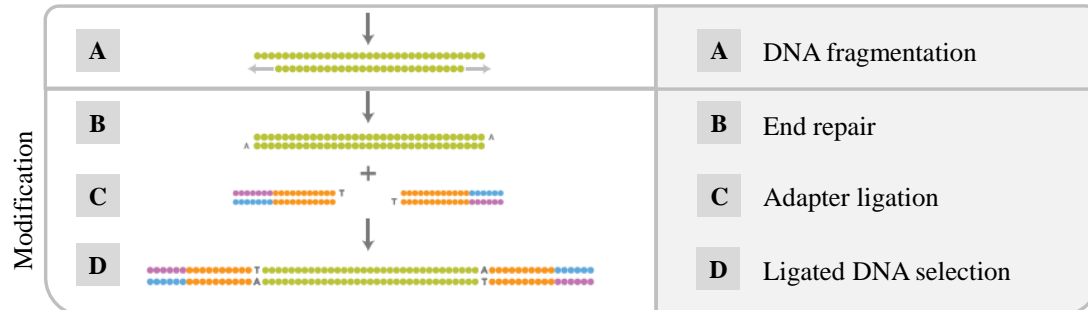 A
A DNA fragmentation
B
A
A
B End repair
+
C
T
T
C Adapter ligation
D
T A
A T
D Ligated DNA selection
Modification